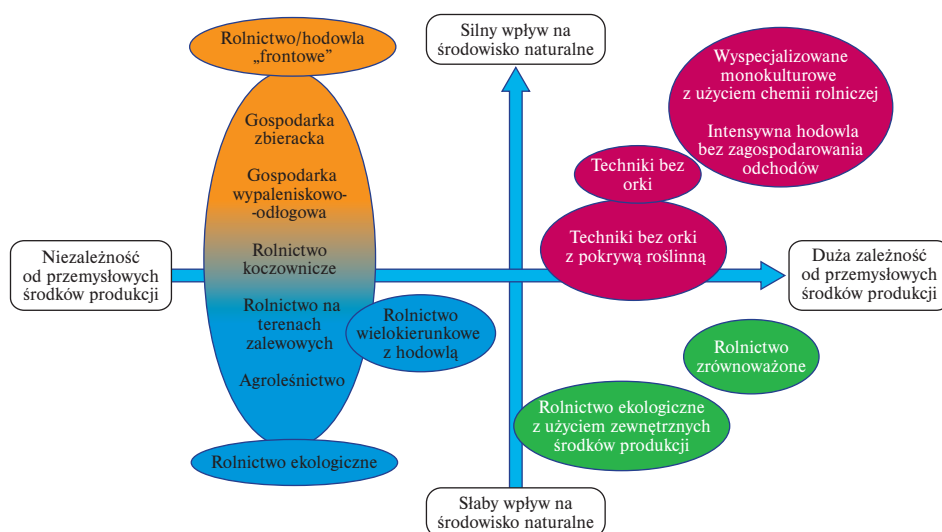 Rolnictwo/hodowla
„frontowe”
Gospodarka
zbieracka
Gospodarka
wypaleniskowo-
-odłogowa
Rolnictwo
koczownicze
Rolnictwo na
terenach
zalewowych
Agroleśnictwo
Rolnictwo ekologiczne
Niezależność
od przemysłowych
środków produkcji
Rolnictwo
wielokierunkowe
z hodowlą
Silny wpływ na
środowisko naturalne
Wyspecjalizowane
monokulturowe
z użyciem chemii rolniczej
Intensywna hodowla
bez zagospodarowania
odchodów
Techniki bez
orki
Techniki bez orki
z pokrywą roślinną
Duża zależność
od przemysłowych
środków produkcji
Rolnictwo
zrównoważone
Rolnictwo ekologiczne
z użyciem zewnętrznych
środków produkcji
Słaby wpływ na
środowisko naturalne